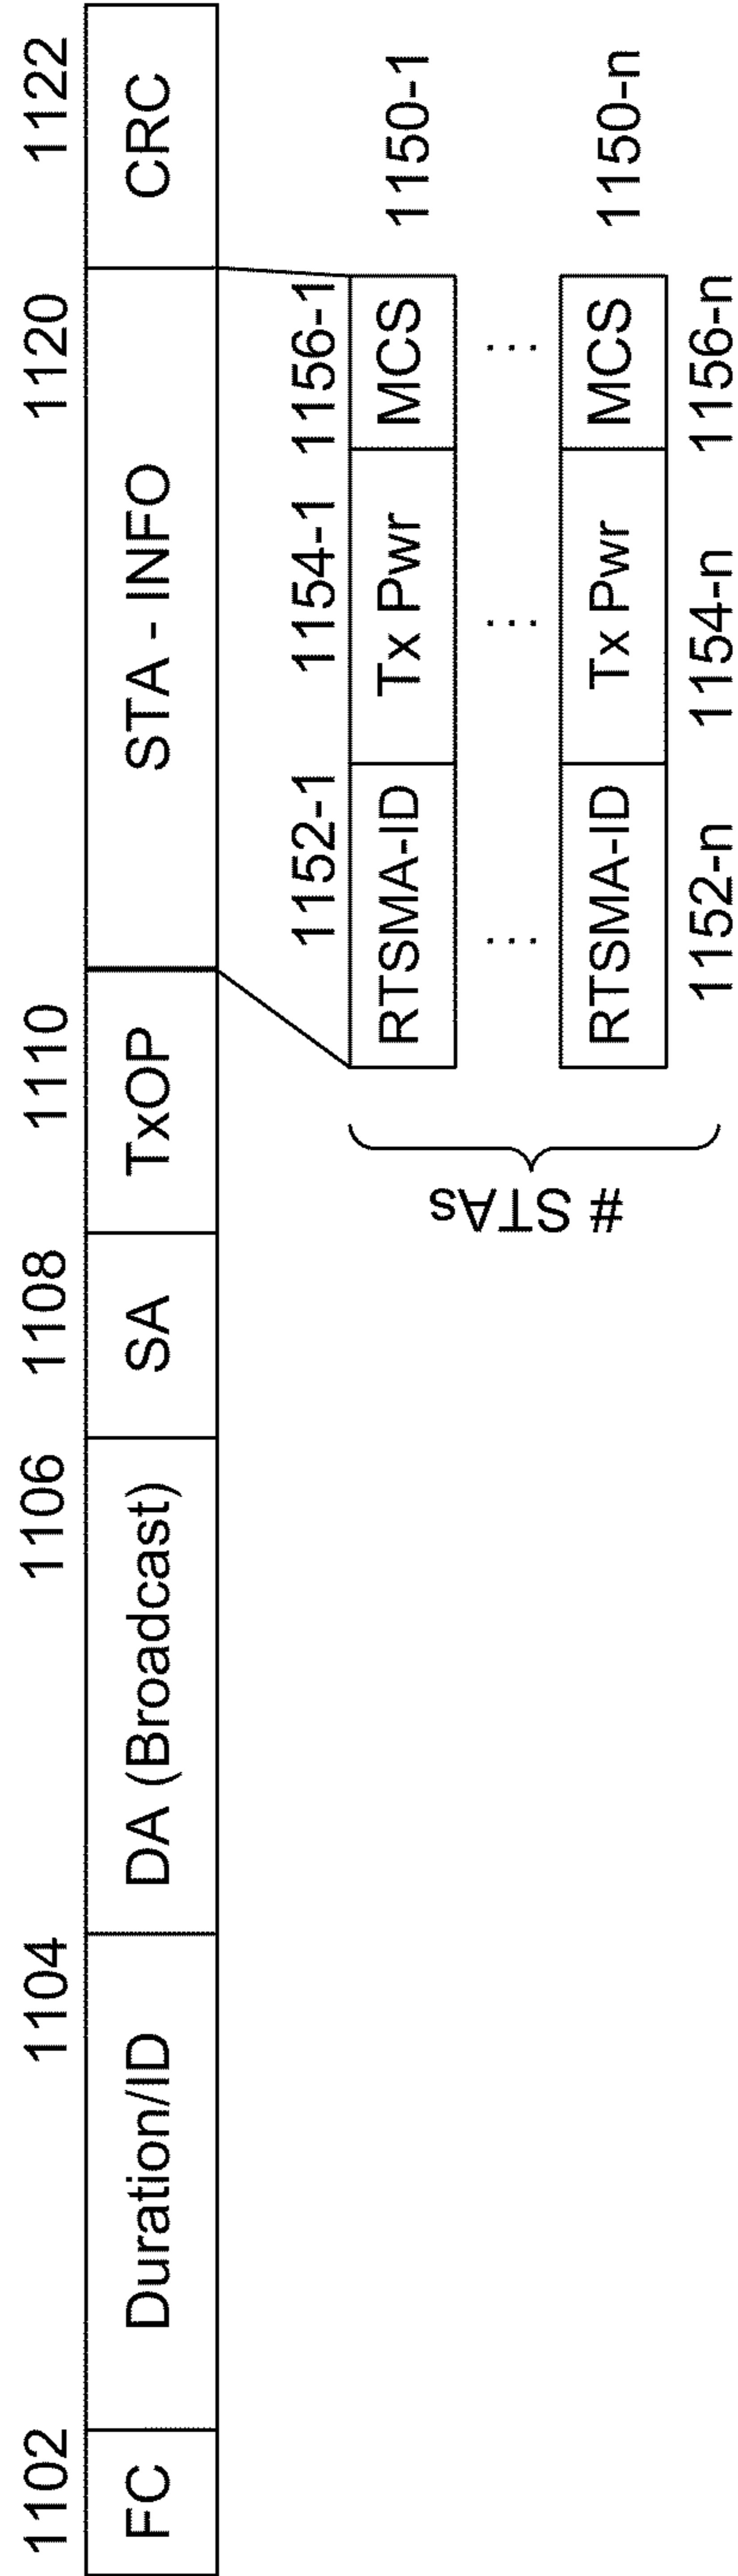 1102 1104 1106 1108 1110 1120 1122
FC Duration/ID DA (Broadcast) SA TxOP STA - INFO CRC
1152-1 1154-1 1156-1
RTSMA-ID Tx Pwr MCS 1150-1
... ... ...
# STAs
RTSMA-ID Tx Pwr MCS 1150-n
1152-n 1154-n 1156-n